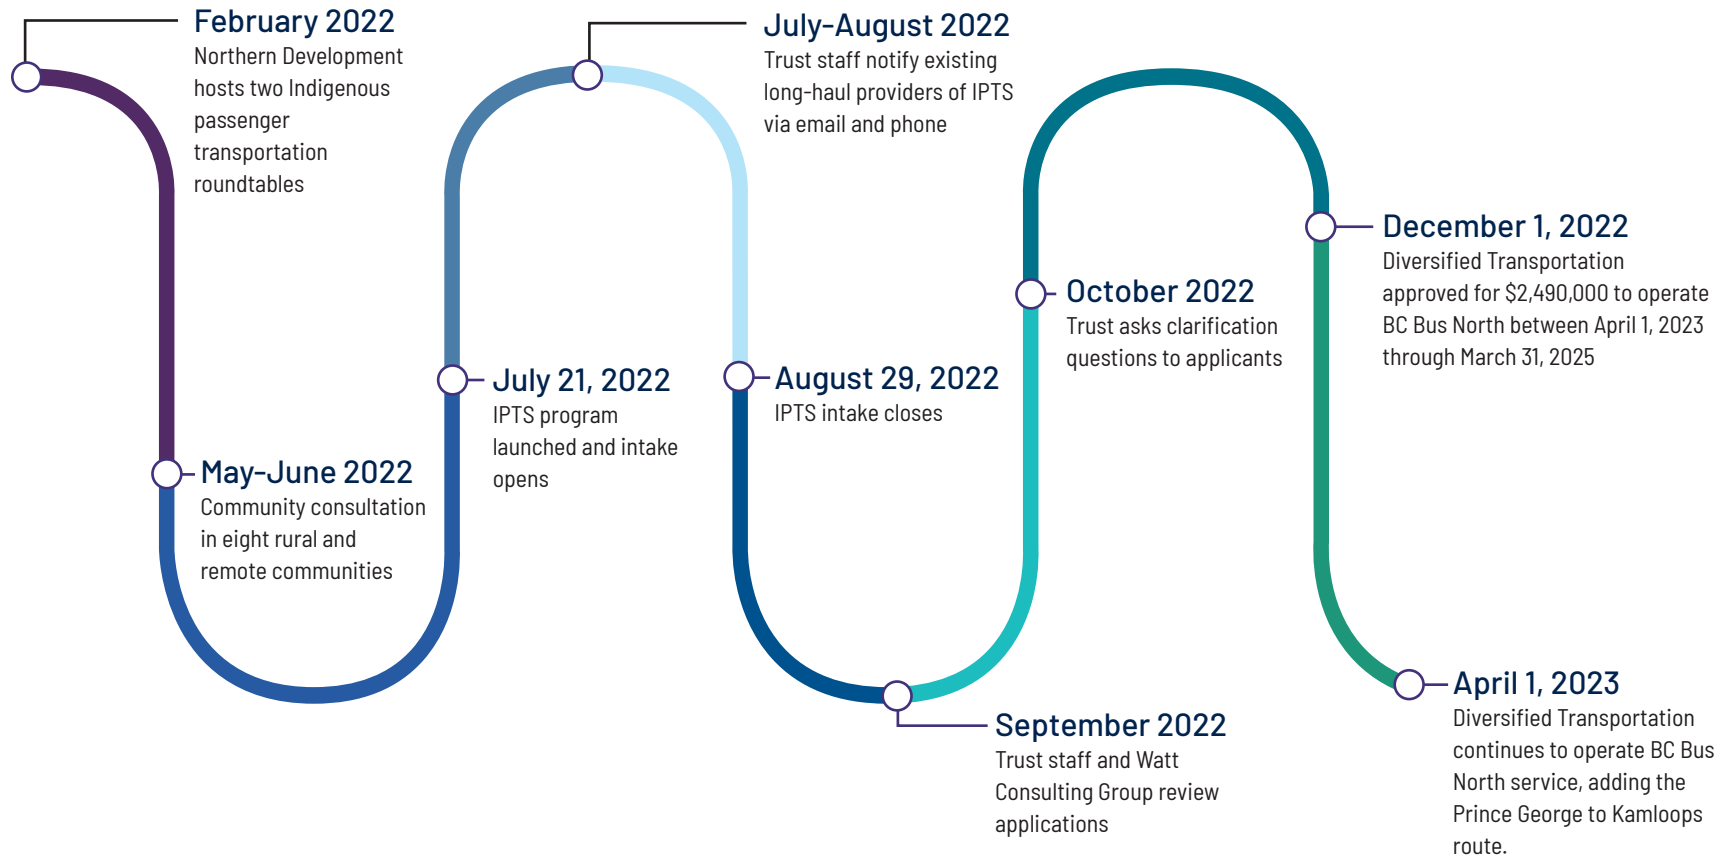 February 2022
Northern Development
hosts two Indigenous
passenger
transportation
roundtables
May-June 2022
Community consultation
in eight rural and
remote communities
July 21, 2022
IPTS program
launched and intake
opens
July-August 2022
Trust staff notify existing
long-haul providers of IPTS
via email and phone
August 29, 2022
IPTS intake closes
September 2022
Trust staff and Watt
Consulting Group review
applications
October 2022
Trust asks clarification
questions to applicants
December 1, 2022
Diversified Transportation
approved for $2,490,000 to operate
BC Bus North between April 1, 2023
through March 31, 2025
April 1, 2023
Diversified Transportation
continues to operate BC Bus
North service, adding the
Prince George to Kamloops
route.